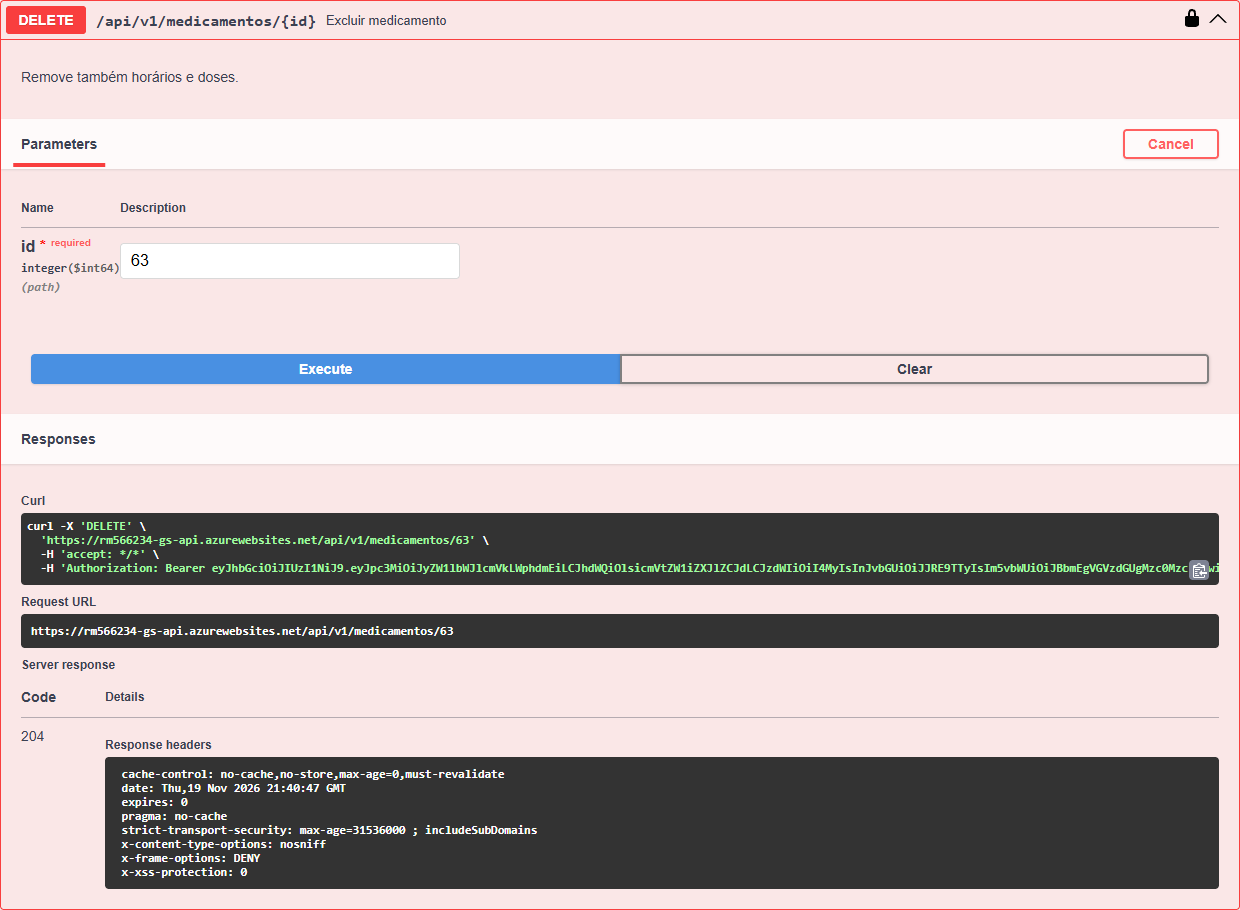 DELETE /api/v1/medicamentos/{id} Excluir medicamento
Remove também horários e doses.
Parameters
Cancel
Name Description
id * required
integer($int64)
(path)
63
Execute
Clear
Responses
Curl
curl -X 'DELETE' \
'https://rm566234-gs-api.azurewebsites.net/api/v1/medicamentos/63' \
-H 'accept: */*' \
-H 'Authorization: Bearer
Request URL
https://rm566234-gs-api.azurewebsites.net/api/v1/medicamentos/63
Server response
Code Details
204
Response headers
cache-control: no-cache,no-store,max-age=0,must-revalidate
date: Thu,19 Nov 2026 21:40:47 GMT
expires: 0
pragma: no-cache
strict-transport-security: max-age=31536000 ; includeSubDomains
x-content-type-options: nosniff
x-frame-options: DENY
x-xss-protection: 0